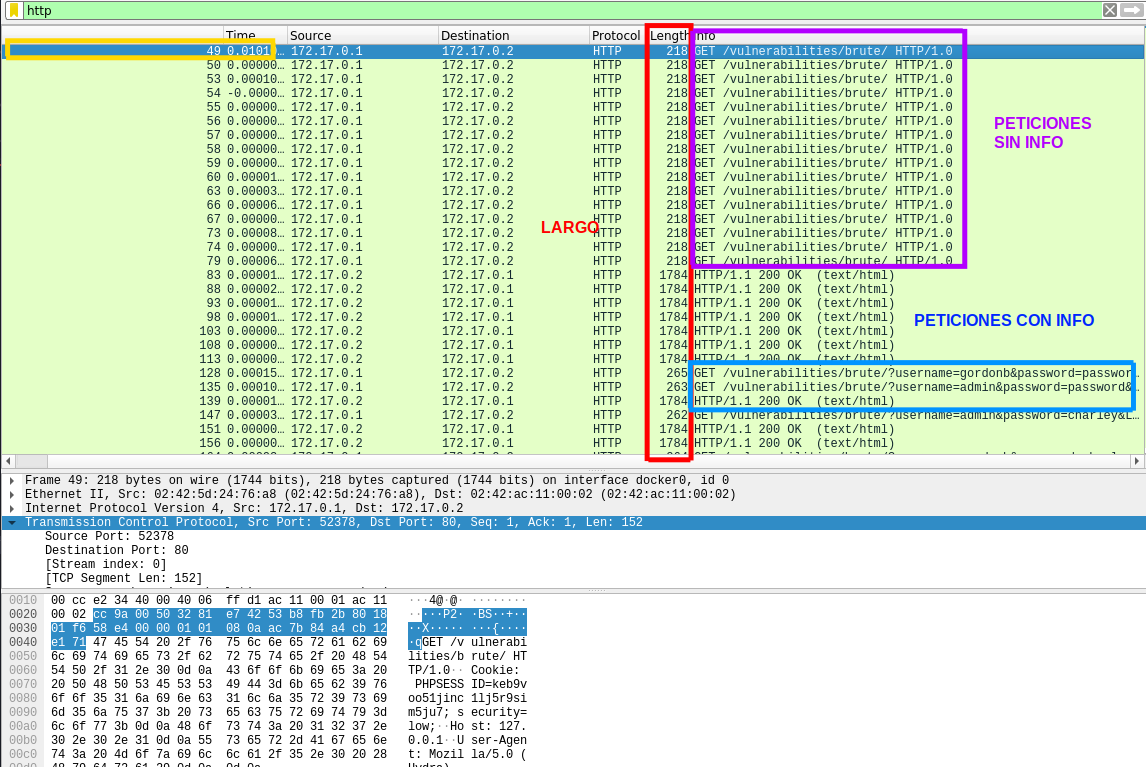 http
Time Source Destination Protocol Length Info
49 0.0101… 172.17.0.1 172.17.0.2 HTTP 218 GET /vulnerabilities/brute/ HTTP/1.0
50 0.00000… 172.17.0.1 172.17.0.2 HTTP 218 GET /vulnerabilities/brute/ HTTP/1.0
53 0.00010… 172.17.0.1 172.17.0.2 HTTP 218 GET /vulnerabilities/brute/ HTTP/1.0
54 -0.0000… 172.17.0.1 172.17.0.2 HTTP 218 GET /vulnerabilities/brute/ HTTP/1.0
55 0.00000… 172.17.0.1 172.17.0.2 HTTP 218 GET /vulnerabilities/brute/ HTTP/1.0
56 0.00000… 172.17.0.1 172.17.0.2 HTTP 218 GET /vulnerabilities/brute/ HTTP/1.0
57 0.00000… 172.17.0.1 172.17.0.2 HTTP 218 GET /vulnerabilities/brute/ HTTP/1.0
58 0.00000… 172.17.0.1 172.17.0.2 HTTP 218 GET /vulnerabilities/brute/ HTTP/1.0
59 0.00000… 172.17.0.1 172.17.0.2 HTTP 218 GET /vulnerabilities/brute/ HTTP/1.0
60 0.00001… 172.17.0.1 172.17.0.2 HTTP 218 GET /vulnerabilities/brute/ HTTP/1.0
63 0.00003… 172.17.0.1 172.17.0.2 HTTP 218 GET /vulnerabilities/brute/ HTTP/1.0
66 0.00006… 172.17.0.1 172.17.0.2 HTTP 218 GET /vulnerabilities/brute/ HTTP/1.0
67 0.00000… 172.17.0.1 172.17.0.2 HTTP 218 GET /vulnerabilities/brute/ HTTP/1.0
73 0.00008… 172.17.0.1 172.17.0.2 HTTP 218 GET /vulnerabilities/brute/ HTTP/1.0
74 0.00000… 172.17.0.1 172.17.0.2 HTTP 218 GET /vulnerabilities/brute/ HTTP/1.0
79 0.00006… 172.17.0.1 172.17.0.2 HTTP 218 GET /vulnerabilities/brute/ HTTP/1.0
83 0.00001… 172.17.0.2 172.17.0.1 HTTP 1784 HTTP/1.1 200 OK (text/html)
88 0.00002… 172.17.0.2 172.17.0.1 HTTP 1784 HTTP/1.1 200 OK (text/html)
93 0.00001… 172.17.0.2 172.17.0.1 HTTP 1784 HTTP/1.1 200 OK (text/html)
98 0.00001… 172.17.0.2 172.17.0.1 HTTP 1784 HTTP/1.1 200 OK (text/html)
103 0.00000… 172.17.0.2 172.17.0.1 HTTP 1784 HTTP/1.1 200 OK (text/html)
108 0.00000… 172.17.0.2 172.17.0.1 HTTP 1784 HTTP/1.1 200 OK (text/html)
113 0.00000… 172.17.0.2 172.17.0.1 HTTP 1784 HTTP/1.1 200 OK (text/html)
128 0.00015… 172.17.0.1 172.17.0.2 HTTP 265 GET /vulnerabilities/brute/?username=gordonb&password=passwor…
135 0.00010… 172.17.0.1 172.17.0.2 HTTP 263 GET /vulnerabilities/brute/?username=admin&password=password&…
139 0.00001… 172.17.0.2 172.17.0.1 HTTP 1784 HTTP/1.1 200 OK (text/html)
147 0.00003… 172.17.0.1 172.17.0.2 HTTP 262 GET /vulnerabilities/brute/?username=admin&password=charley&L…
151 0.00000… 172.17.0.2 172.17.0.1 HTTP 1784 HTTP/1.1 200 OK (text/html)
156 0.00000… 172.17.0.2 172.17.0.1 HTTP 1784 HTTP/1.1 200 OK (text/html)
PETICIONES
SIN INFO
LARGO
PETICIONES CON INFO
Frame 49: 218 bytes on wire (1744 bits), 218 bytes captured (1744 bits) on interface docker0, id 0
Ethernet II, Src: 02:42:5d:24:76:a8 (02:42:5d:24:76:a8), Dst: 02:42:ac:11:00:02 (02:42:ac:11:00:02)
Internet Protocol Version 4, Src: 172.17.0.1, Dst: 172.17.0.2
Transmission Control Protocol, Src Port: 52378, Dst Port: 80, Seq: 1, Ack: 1, Len: 152
Source Port: 52378
Destination Port: 80
[Stream index: 0]
[TCP Segment Len: 152]
0010 00 cc e2 34 40 00 40 06 ff d1 ac 11 00 01 ac 11 ···4@·@· ········
0020 00 02 cc 9a 00 50 32 81 e7 42 53 b8 fb 2b 80 18 ·····P2· ·BS··+··
0030 01 f6 58 e4 00 00 01 01 08 0a ac 7b 84 a4 cb 12 ··X····· ···{····
0040 e1 71 47 45 54 20 2f 76 75 6c 6e 65 72 61 62 69 ·qGET /v ulnerabi
0050 6c 69 74 69 65 73 2f 62 72 75 74 65 2f 20 48 54 lities/b rute/ HT
0060 54 50 2f 31 2e 30 0d 0a 43 6f 6f 6b 69 65 3a 20 TP/1.0·· Cookie:
0070 20 50 48 50 53 45 53 53 49 44 3d 6b 65 62 39 76 PHPSESS ID=keb9v
0080 6f 6f 35 31 6a 69 6e 63 31 6c 6a 35 72 39 73 69 oo51jinc 1lj5r9si
0090 6d 35 6a 75 37 3b 20 73 65 63 75 72 69 74 79 3d m5ju7; s ecurity=
00a0 6c 6f 77 3b 0d 0a 48 6f 73 74 3a 20 31 32 37 2e low;··Ho st: 127.
00b0 30 2e 30 2e 31 0d 0a 55 73 65 72 2d 41 67 65 6e 0.0.1··U ser-Agen
00c0 74 3a 20 4d 6f 7a 69 6c 6c 61 2f 35 2e 30 20 28 t: Mozil la/5.0 (